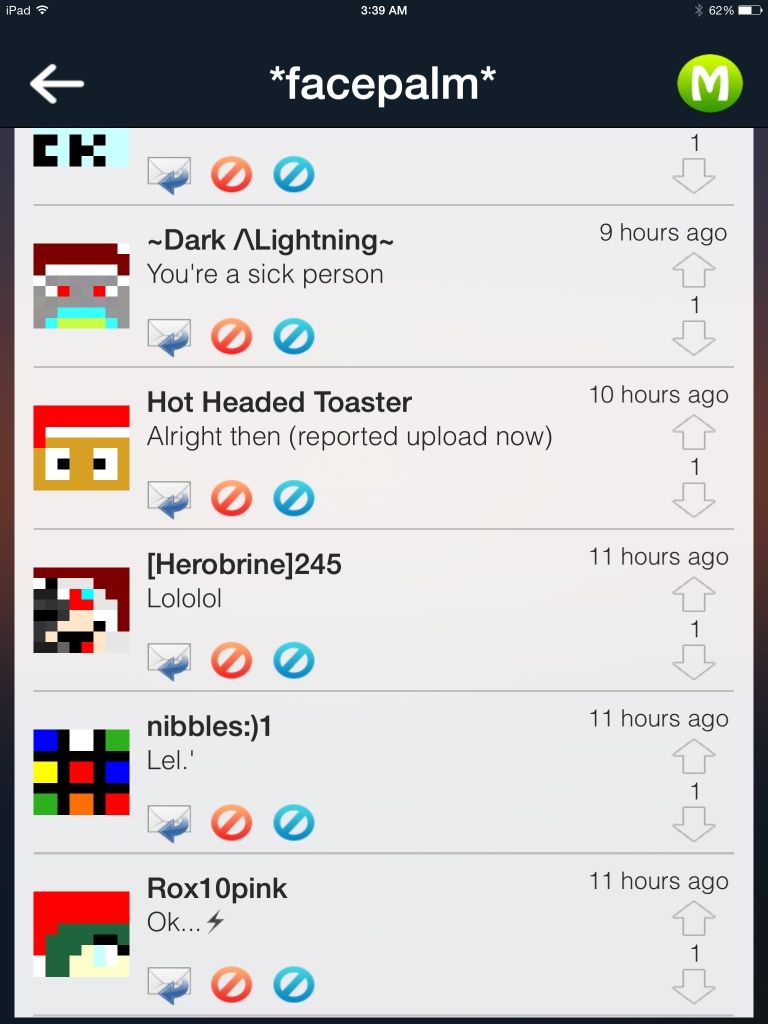 iPad 3:39 AM 62%
*facepalm* M
CK
1
~Dark /\Lightning~ 9 hours ago
You're a sick person
1
Hot Headed Toaster 10 hours ago
Alright then (reported upload now)
1
[Herobrine]245 11 hours ago
Lololol
1
nibbles:)1 11 hours ago
Lel.'
1
Rox10pink 11 hours ago
Ok...⚡
1